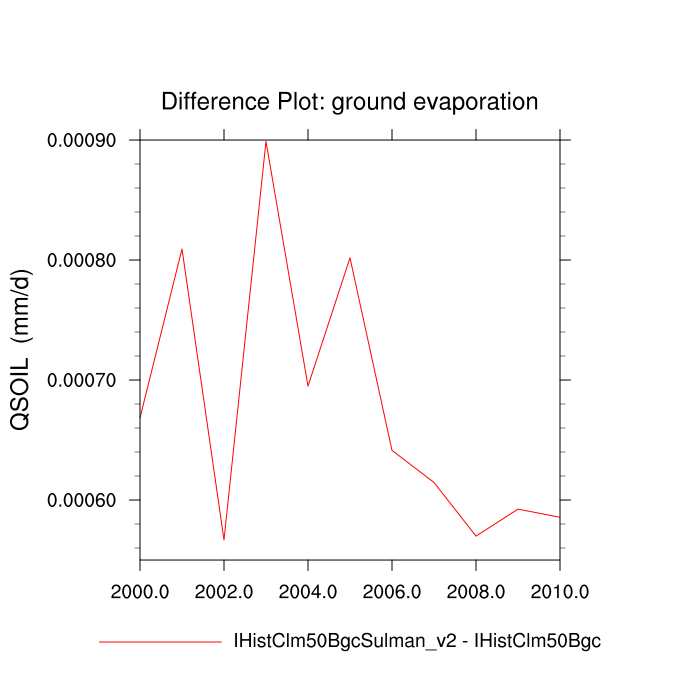 Difference Plot: ground evaporation
0.00090
0.00080
0.00070
0.00060
QSOIL (mm/d)
2000.0 2002.0 2004.0 2006.0 2008.0 2010.0
IHistClm50BgcSulman_v2 - IHistClm50Bgc